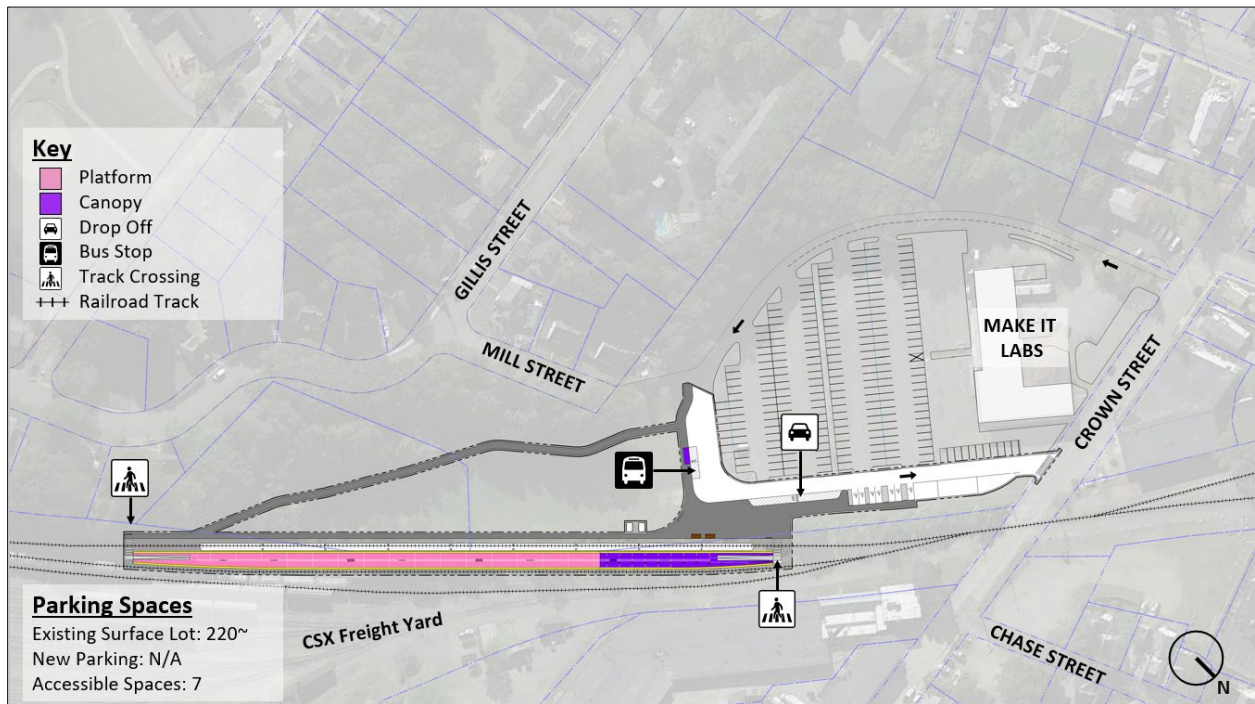 Key
Platform
Canopy
Drop Off
Bus Stop
Track Crossing
Railroad Track
GILLIS STREET
MILL STREET
MAKE IT
LABS
CROWN STREET
CHASE STREET
CSX Freight Yard
Parking Spaces
Existing Surface Lot: 220~
New Parking: N/A
Accessible Spaces: 7
N